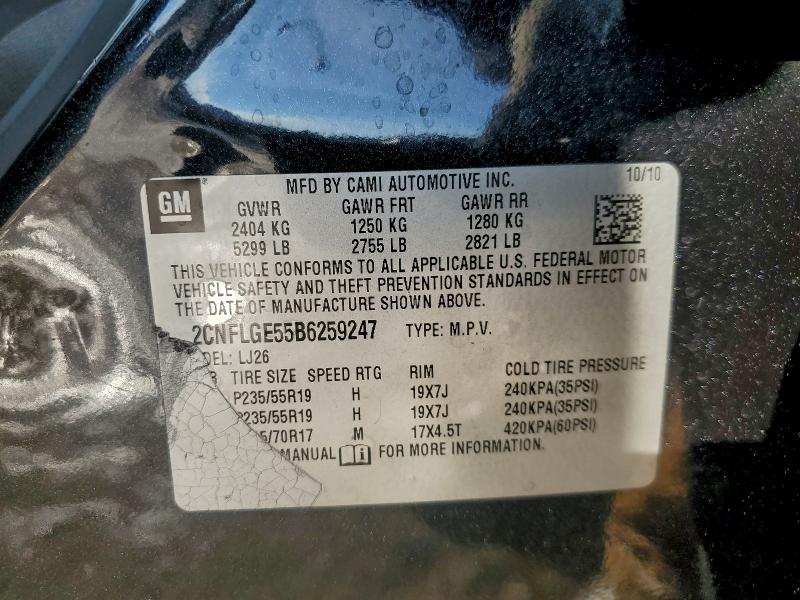 GM
MFD BY CAMI AUTOMOTIVE INC.
10/10
GVWR GAWR FRT GAWR RR
2404 KG 1250 KG 1280 KG
5299 LB 2755 LB 2821 LB
THIS VEHICLE CONFORMS TO ALL APPLICABLE U.S. FEDERAL MOTOR
VEHICLE SAFETY AND THEFT PREVENTION STANDARDS IN EFFECT ON
THE DATE OF MANUFACTURE SHOWN ABOVE.
2CNFLGE55B6259247 TYPE: M.P.V.
DEL: LJ26
TIRE SIZE SPEED RTG RIM COLD TIRE PRESSURE
P235/55R19 H 19X7J 240KPA(35PSI)
235/55R19 H 19X7J 240KPA(35PSI)
/70R17 M 17X4.5T 420KPA(60PSI)
MANUAL FOR MORE INFORMATION.